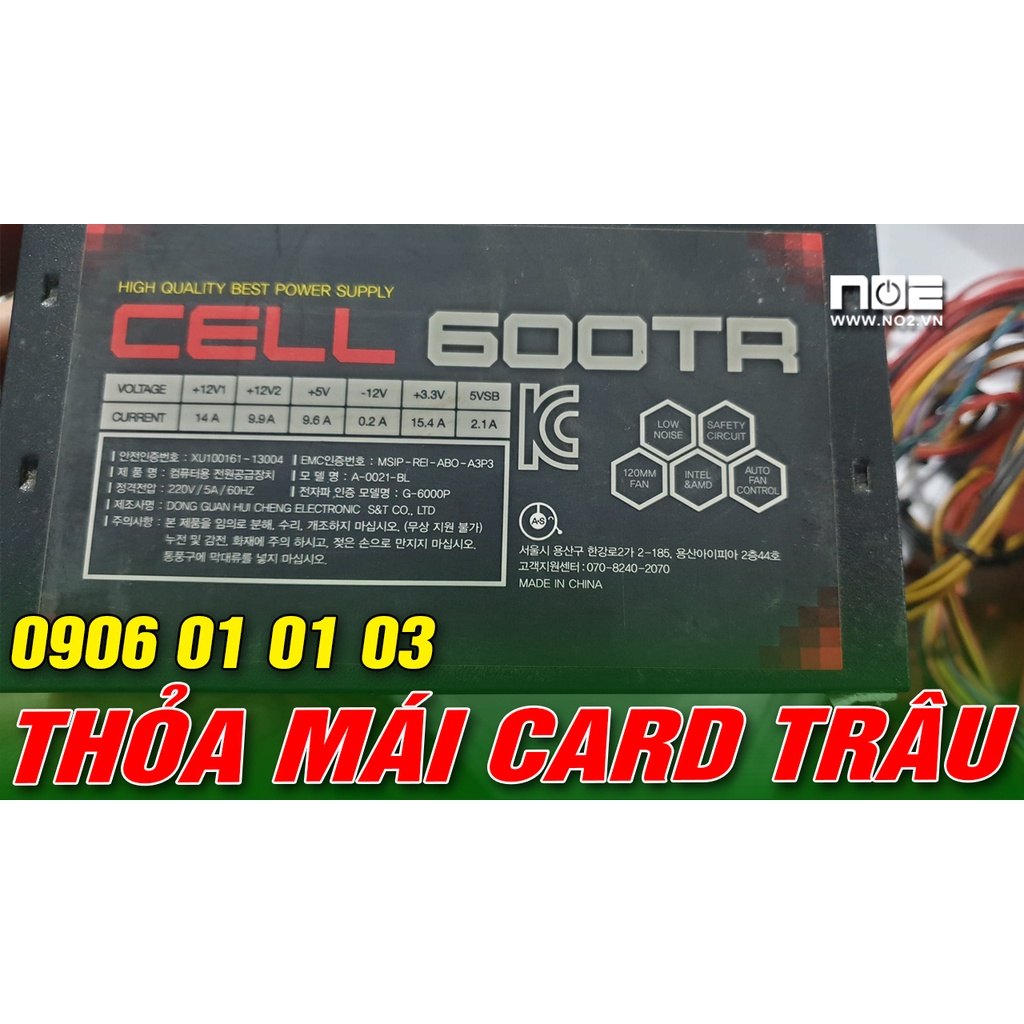 HIGH QUALITY BEST POWER SUPPLY
CELL 600TR
NO2
WWW.NO2.VN
VOLTAGE +12V1 +12V2 +5V -12V +3.3V 5VSB
CURRENT 14 A 9.9 A 9.6 A 0.2 A 15.4 A 2.1 A
LOW NOISE
SAFETY CIRCUIT
120MM FAN
INTEL &AMD
AUTO FAN CONTROL
안전인증번호 : XU100161-13004 EMC인증번호 : MSIP-REI-ABO-A3P3
제 품 명 : 컴퓨터용 전원공급장치 모 델 명 : A-0021-BL
정격전압 : 220V / 5A / 60HZ 전자파 인증 모델명 : G-6000P
제조사명 : DONG GUAN HUI CHENG ELECTRONIC S&T CO., LTD
주의사항 : 본 제품을 임의로 분해, 수리, 개조하지 마십시오. (무상 지원 불가)
누전 및 감전, 화재에 주의 하시고, 젖은 손으로 만지지 마십시오.
통풍구에 막대류를 넣지 마십시오.
A/S
서울시 용산구 한강로2가 2-185, 용산아이피아 2층44호
고객지원센터 : 070-8240-2070
MADE IN CHINA
0906 01 01 03
THỎA MÁI CARD TRÂU